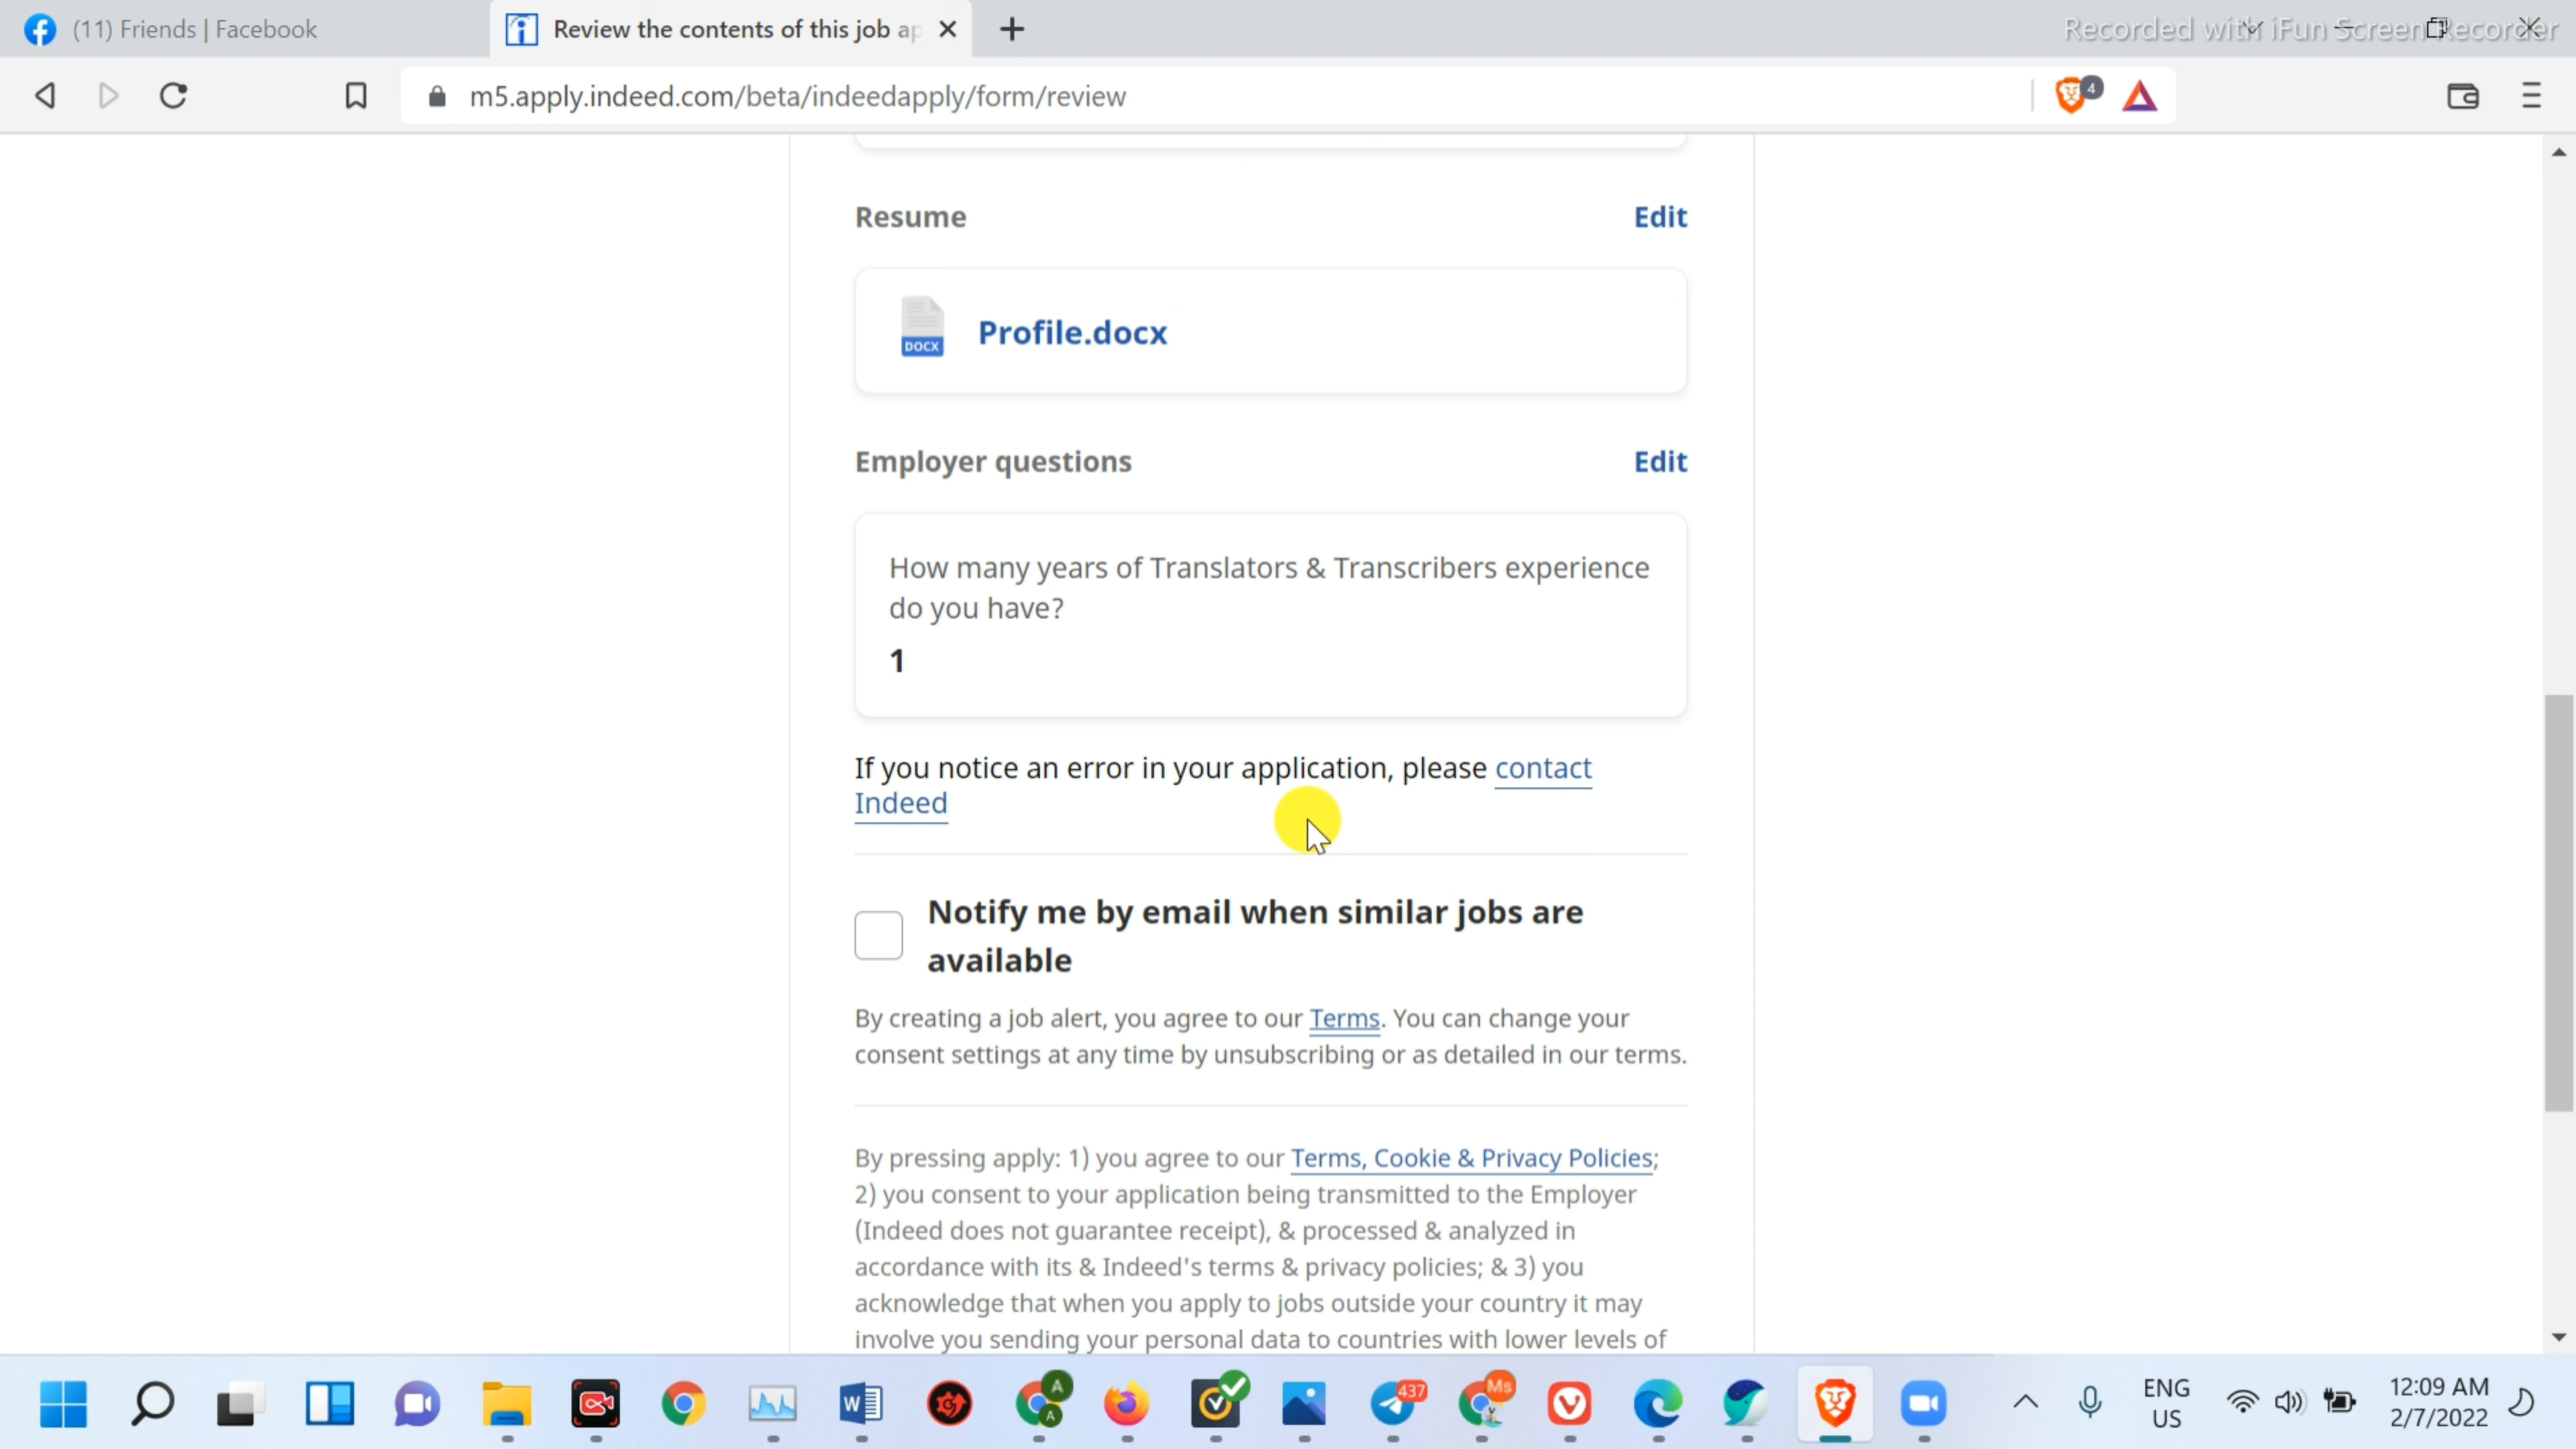 (11) Friends | Facebook
Review the contents of this job ap
Recorded with iFun Screen Recorder
m5.apply.indeed.com/beta/indeedapply/form/review
4
Resume
Edit
DOCX
Profile.docx
Employer questions
Edit
How many years of Translators & Transcribers experience
do you have?
1
If you notice an error in your application, please contact
Indeed
Notify me by email when similar jobs are
available
By creating a job alert, you agree to our Terms. You can change your
consent settings at any time by unsubscribing or as detailed in our terms.
By pressing apply: 1) you agree to our Terms, Cookie & Privacy Policies;
2) you consent to your application being transmitted to the Employer
(Indeed does not guarantee receipt), & processed & analyzed in
accordance with its & Indeed's terms & privacy policies; & 3) you
acknowledge that when you apply to jobs outside your country it may
involve you sending your personal data to countries with lower levels of
A
A
437
Ms
ENG
US
12:09 AM
2/7/2022